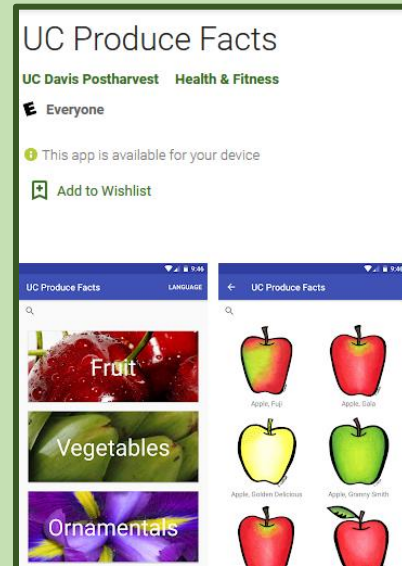 UC Produce Facts
UC Davis Postharvest Health & Fitness
E Everyone
This app is available for your device
Add to Wishlist
9:46
UC Produce Facts LANGUAGE
Fruit
Vegetables
Ornamentals
9:46
UC Produce Facts
Apple, Fuji Apple, Gala
Apple, Golden Delicious Apple, Granny Smith